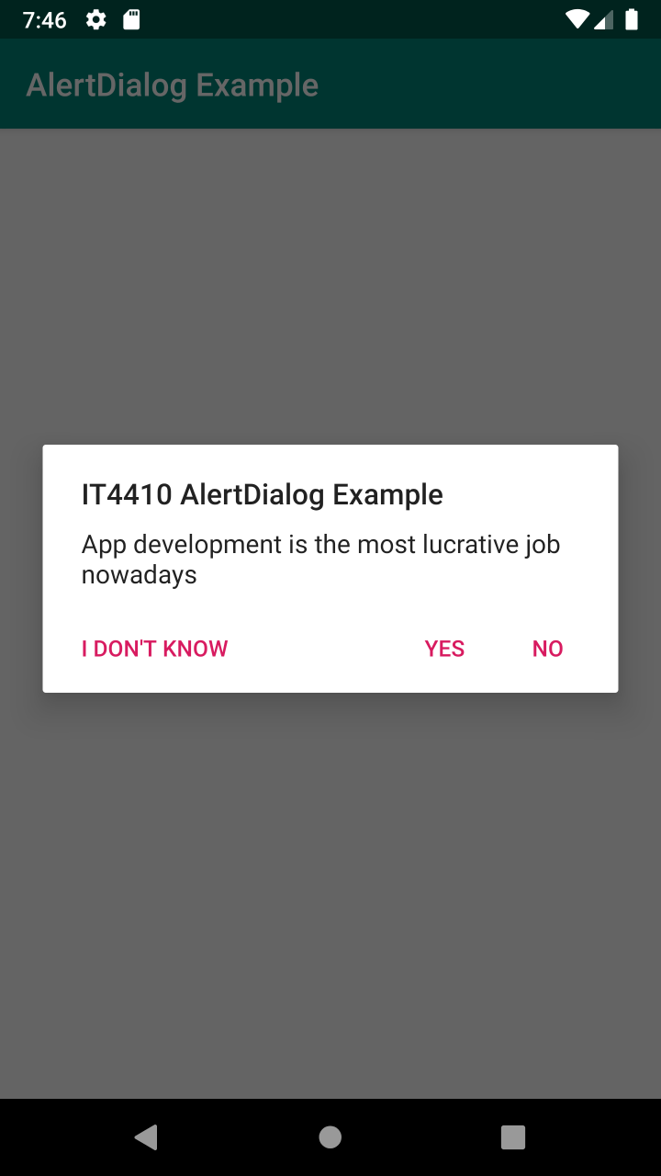 7:46
AlertDialog Example
IT4410 AlertDialog Example
App development is the most lucrative job
nowadays
I DON'T KNOW YES NO